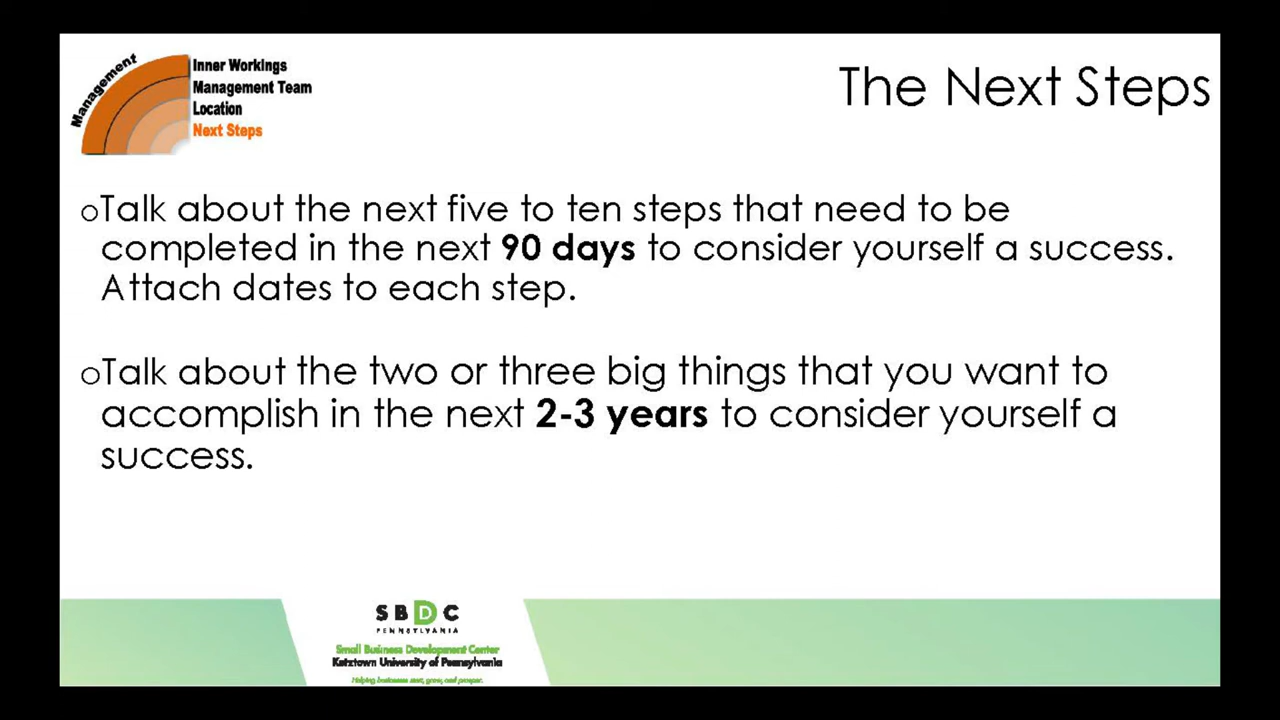 Management
Inner Workings
Management Team
Location
Next Steps
The Next Steps
oTalk about the next five to ten steps that need to be
completed in the next 90 days to consider yourself a success.
Attach dates to each step.
oTalk about the two or three big things that you want to
accomplish in the next 2-3 years to consider yourself a
success.
SBDC
PENNSYLVANIA
Small Business Development Center
Kutztown University of Pennsylvania
Helping businesses start, grow, and prosper.